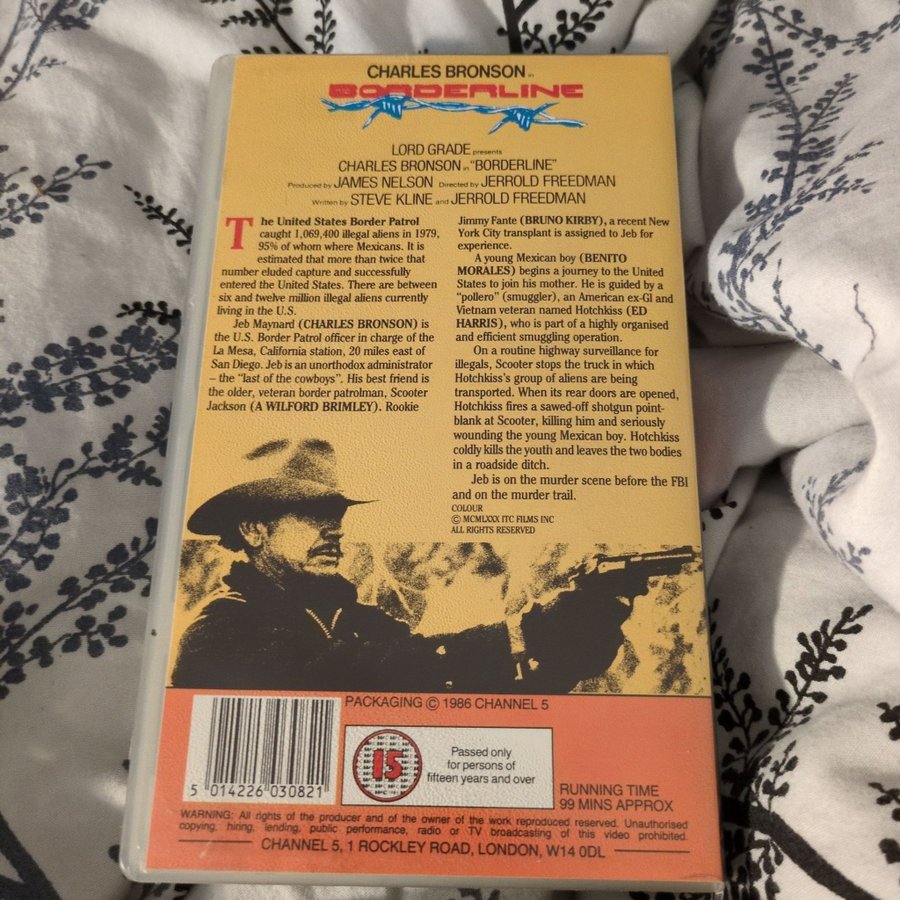 CHARLES BRONSON in
BORDERLINE
LORD GRADE presents
CHARLES BRONSON in "BORDERLINE"
Produced by JAMES NELSON Directed by JERROLD FREEDMAN
Written by STEVE KLINE and JERROLD FREEDMAN
The United States Border Patrol
caught 1,069,400 illegal aliens in 1979,
95% of whom where Mexicans. It is
estimated that more than twice that
number eluded capture and successfully
entered the United States. There are between
six and twelve million illegal aliens currently
living in the U.S.
Jeb Maynard (CHARLES BRONSON) is
the U.S. Border Patrol officer in charge of the
La Mesa, California station, 20 miles east of
San Diego. Jeb is an unorthodox administrator
– the "last of the cowboys". His best friend is
the older, veteran border patrolman, Scooter
Jackson (A WILFORD BRIMLEY). Rookie
Jimmy Fante (BRUNO KIRBY), a recent New
York City transplant is assigned to Jeb for
experience.
A young Mexican boy (BENITO
MORALES) begins a journey to the United
States to join his mother. He is guided by a
"pollero" (smuggler), an American ex-GI and
Vietnam veteran named Hotchkiss (ED
HARRIS), who is part of a highly organised
and efficient smuggling operation.
On a routine highway surveillance for
illegals, Scooter stops the truck in which
Hotchkiss's group of aliens are being
transported. When its rear doors are opened,
Hotchkiss fires a sawed-off shotgun point-
blank at Scooter, killing him and seriously
wounding the young Mexican boy. Hotchkiss
coldly kills the youth and leaves the two bodies
in a roadside ditch.
Jeb is on the murder scene before the FBI
and on the murder trail.
COLOUR
© MCMLXXX ITC FILMS INC
ALL RIGHTS RESERVED
PACKAGING © 1986 CHANNEL 5
5 014226 030821
15
Passed only
for persons of
fifteen years and over
RUNNING TIME
99 MINS APPROX
WARNING: All rights of the producer and of the owner of the work reproduced reserved. Unauthorised
copying, hiring, lending, public performance, radio or TV broadcasting of this video prohibited.
CHANNEL 5, 1 ROCKLEY ROAD, LONDON, W14 0DL